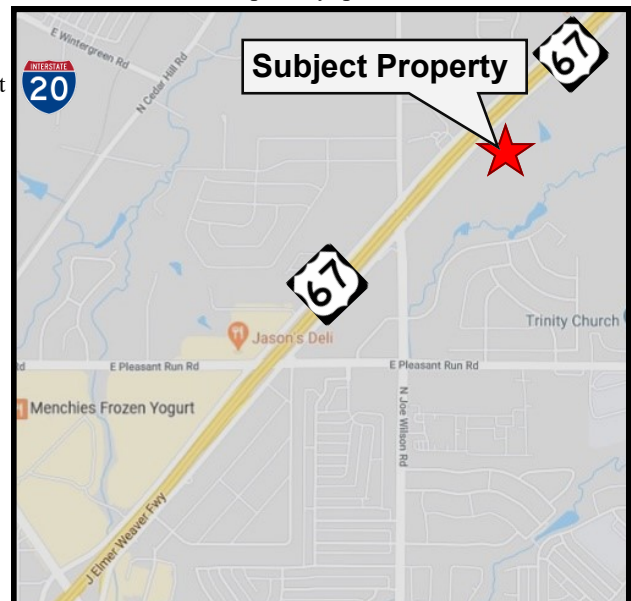 t
INTERSTATE
20
E Wintergreen Rd
N Cedar Hill Rd
Subject Property
67
67
Trinity Church
Jason's Deli
d
E Pleasant Run Rd
E Pleasant Run Rd
Menchies Frozen Yogurt
N Joe Wilson Rd
J Elmer Weaver Fwy